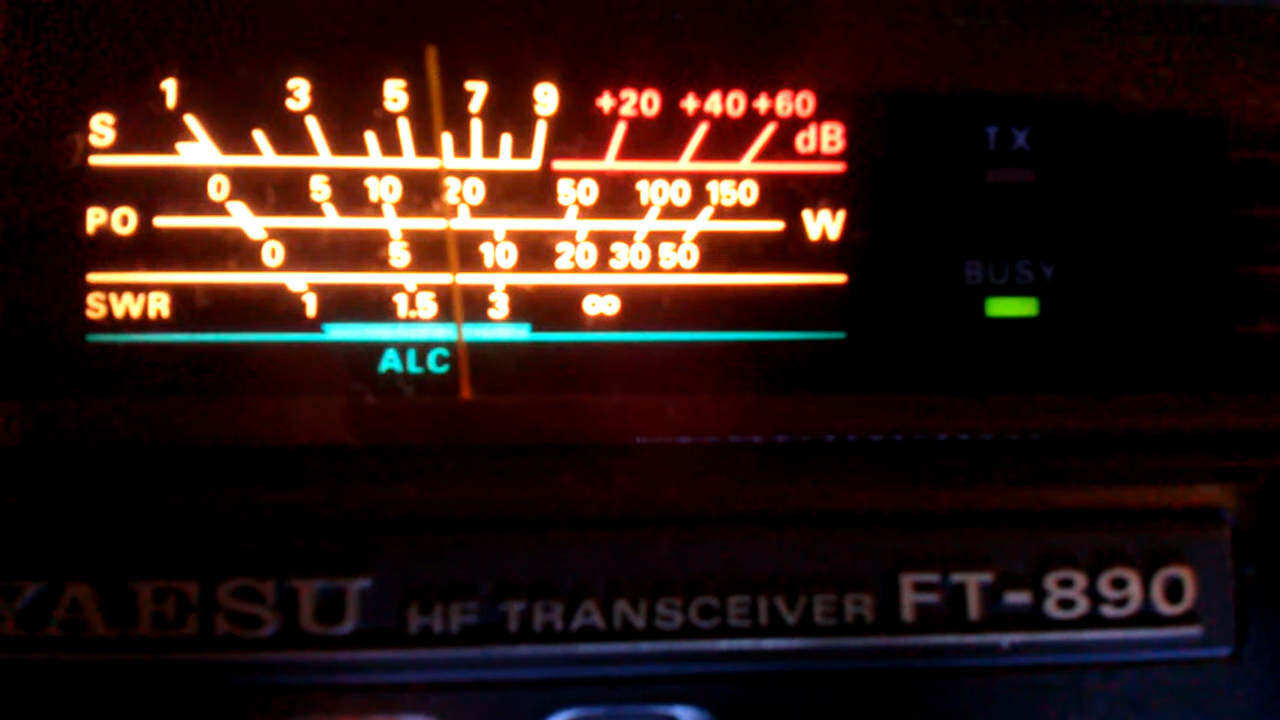 1 3 5 7 9 +20 +40 +60
S dB
0 5 10 20 50 100 150
PO W
0 5 10 20 30 50
SWR 1 1.5 3 ∞
ALC
TX
BUSY
YAESU HF TRANSCEIVER FT-890